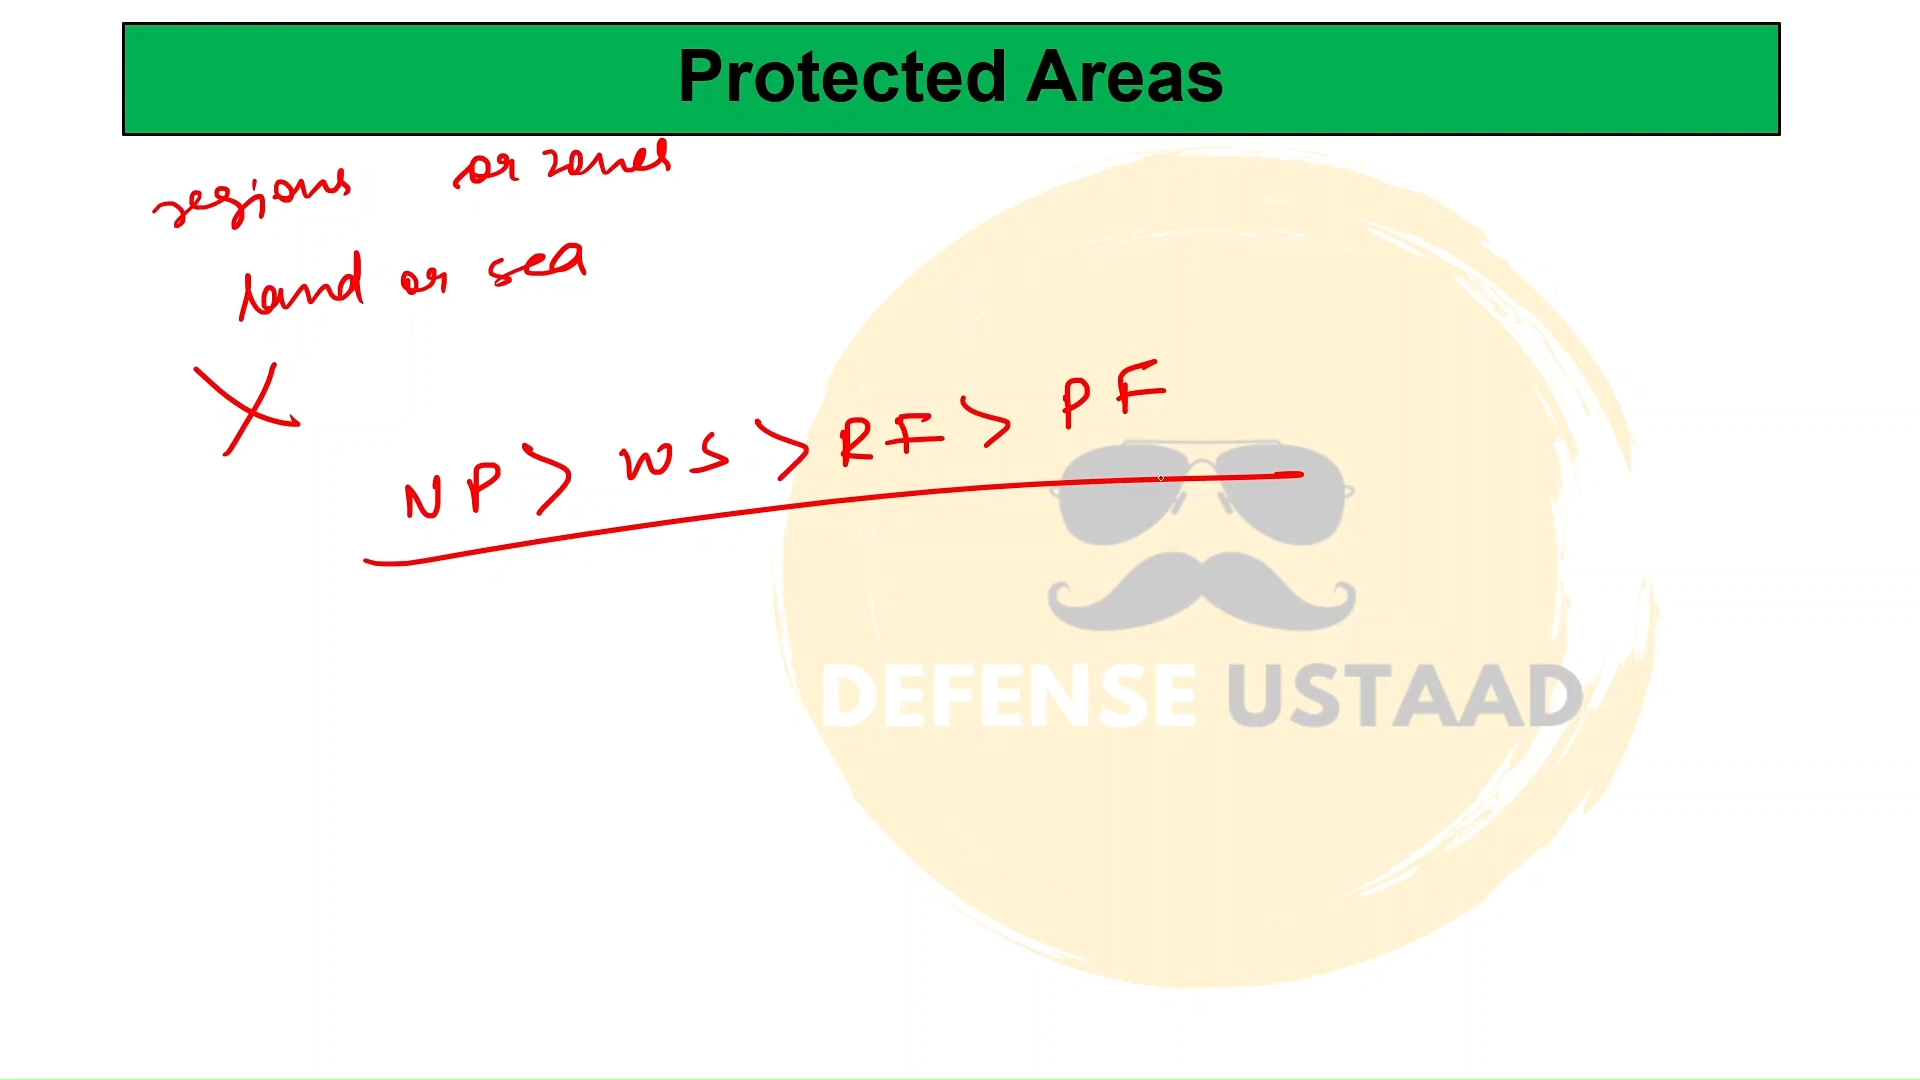 Protected Areas
regions or zones
land or sea
X
NP > WS > RF > PF
DEFENSE USTAAD